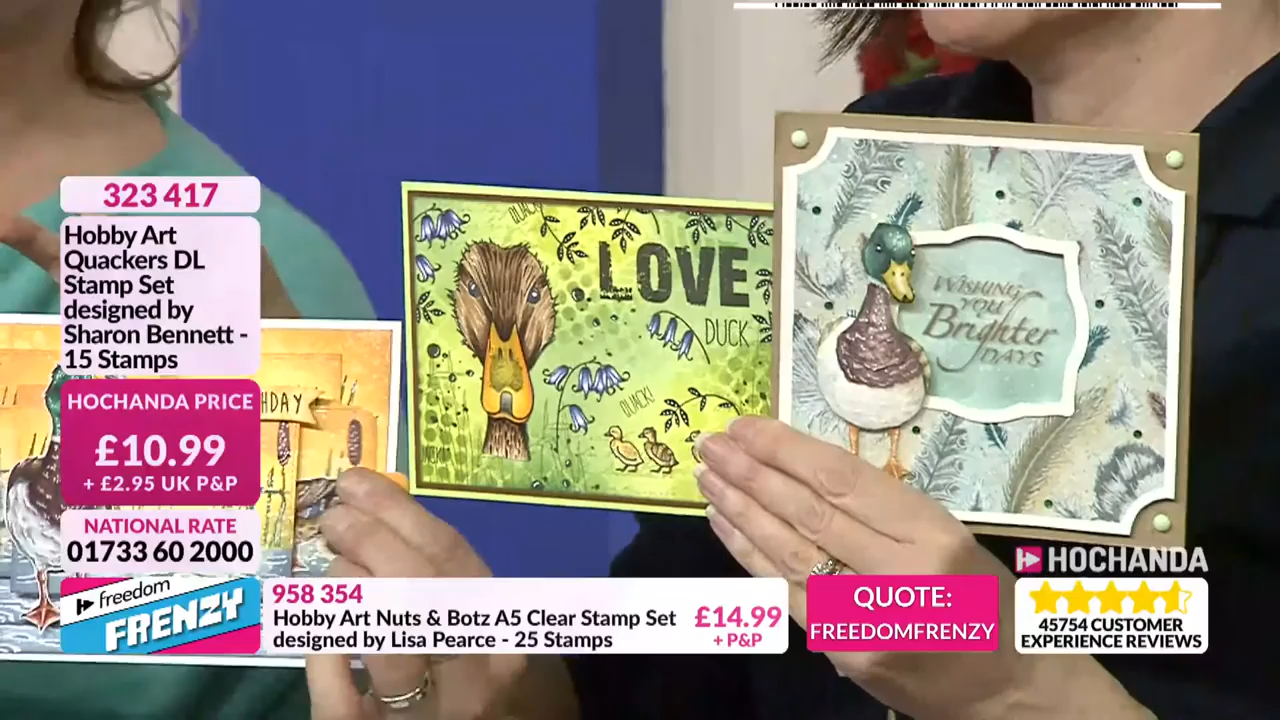 323 417
Hobby Art
Quackers DL
Stamp Set
designed by
Sharon Bennett -
15 Stamps
HOCHANDA PRICE
£10.99
+ £2.95 UK P&P
NATIONAL RATE
01733 60 2000
freedom
FRENZY
958 354
Hobby Art Nuts & Botz A5 Clear Stamp Set
designed by Lisa Pearce - 25 Stamps
£14.99
+ P&P
QUOTE:
FREEDOMFRENZY
HOCHANDA
45754 CUSTOMER
EXPERIENCE REVIEWS
HDAY
QUACK!
LOVE
DUCK
QUACK!
WISHING
YOU
Brighter
DAYS